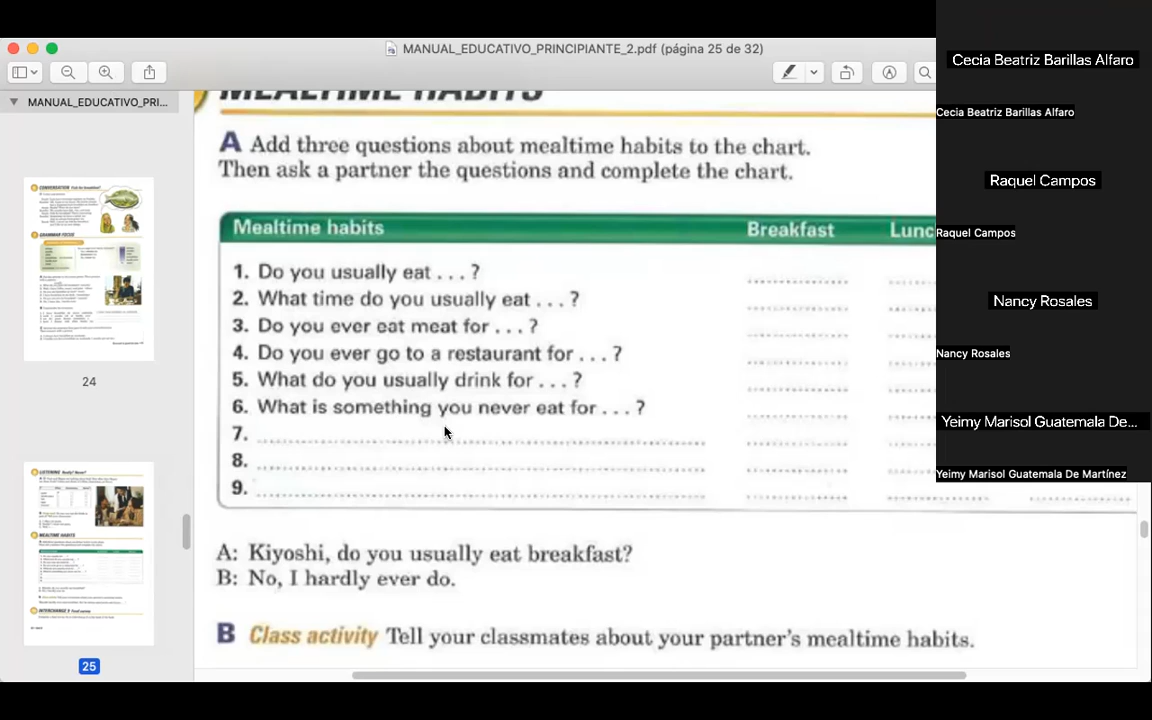 MANUAL_EDUCATIVO_PRINCIPIANTE_2.pdf (página 25 de 32)
MANUAL_EDUCATIVO_PRI...
24
25
MEALTIME HABITS
A Add three questions about mealtime habits to the chart.
Then ask a partner the questions and complete the chart.
Mealtime habits Breakfast Lunc
1. Do you usually eat . . . ?
2. What time do you usually eat . . . ?
3. Do you ever eat meat for . . . ?
4. Do you ever go to a restaurant for . . . ?
5. What do you usually drink for . . . ?
6. What is something you never eat for . . . ?
7.
8.
9.
A: Kiyoshi, do you usually eat breakfast?
B: No, I hardly ever do.
B Class activity Tell your classmates about your partner's mealtime habits.
Cecia Beatriz Barillas Alfaro
Cecia Beatriz Barillas Alfaro
Raquel Campos
Raquel Campos
Nancy Rosales
Nancy Rosales
Yeimy Marisol Guatemala De...
Yeimy Marisol Guatemala De Martínez